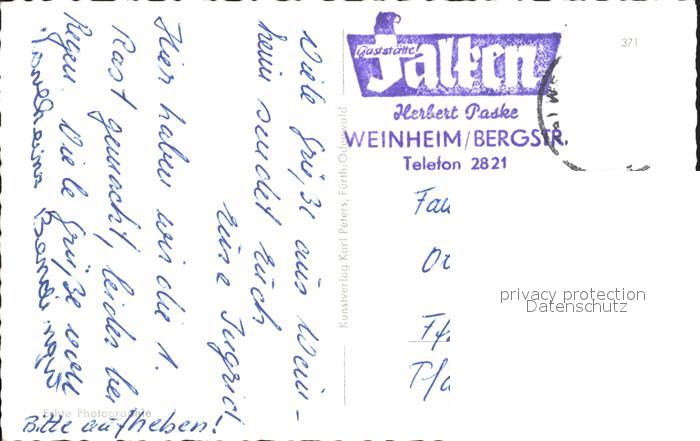 Viele Grüße aus Wein-
heim sendet euch
eure Ingrid.
Hier haben wir die 1.
Rast gemacht, leider bei
Regen. Viele Grüße
Bitte aufheben!
Echte Photographie
Kunstverlag Karl Peters, Fürth/Odenwald
Gaststätte
Falken
Herbert Paske
WEINHEIM/BERGSTR.
Telefon 2821
371
Fau
privacy protection
Datenschutz